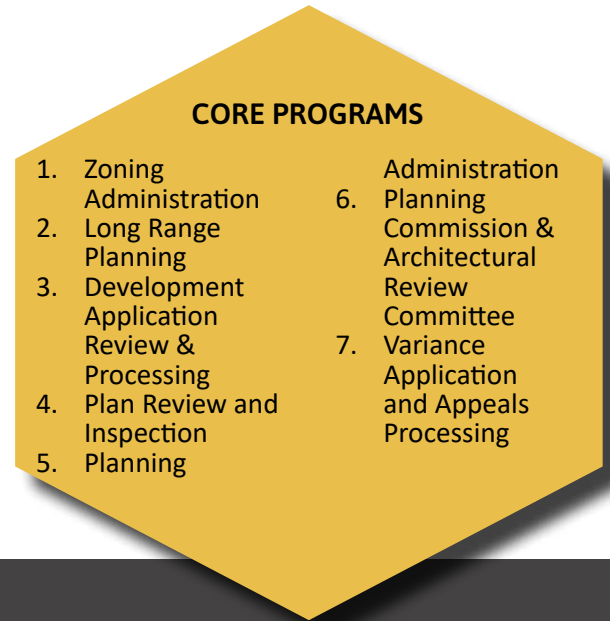 CORE PROGRAMS
1. Zoning
Administration
2. Long Range
Planning
3. Development
Application
Review &
Processing
4. Plan Review and
Inspection
5. Planning
Administration
6. Planning
Commission &
Architectural
Review
Committee
7. Variance
Application
and Appeals
Processing